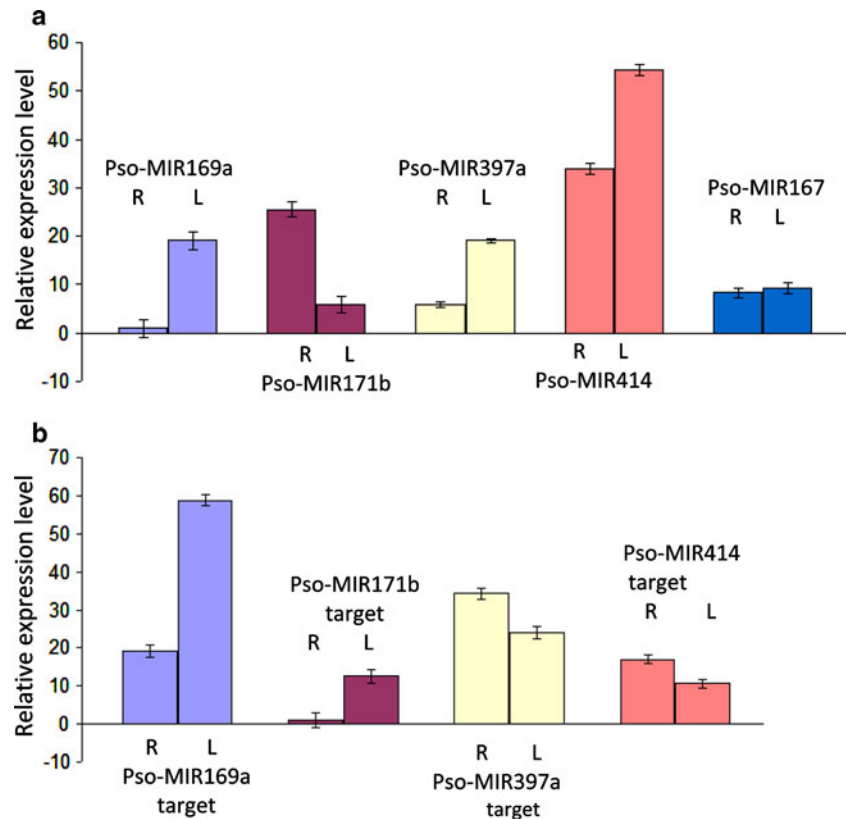 a
Relative expression level
60
50
40
30
20
10
0
-10
Pso-MIR169a
R L
R L
Pso-MIR171b
Pso-MIR397a
R L
R L
Pso-MIR414
Pso-MIR167
R L
b
Relative expression level
70
60
50
40
30
20
10
0
-10
R L
Pso-MIR169a
target
Pso-MIR171b
target
R L
R L
Pso-MIR397a
target
Pso-MIR414
target
R L